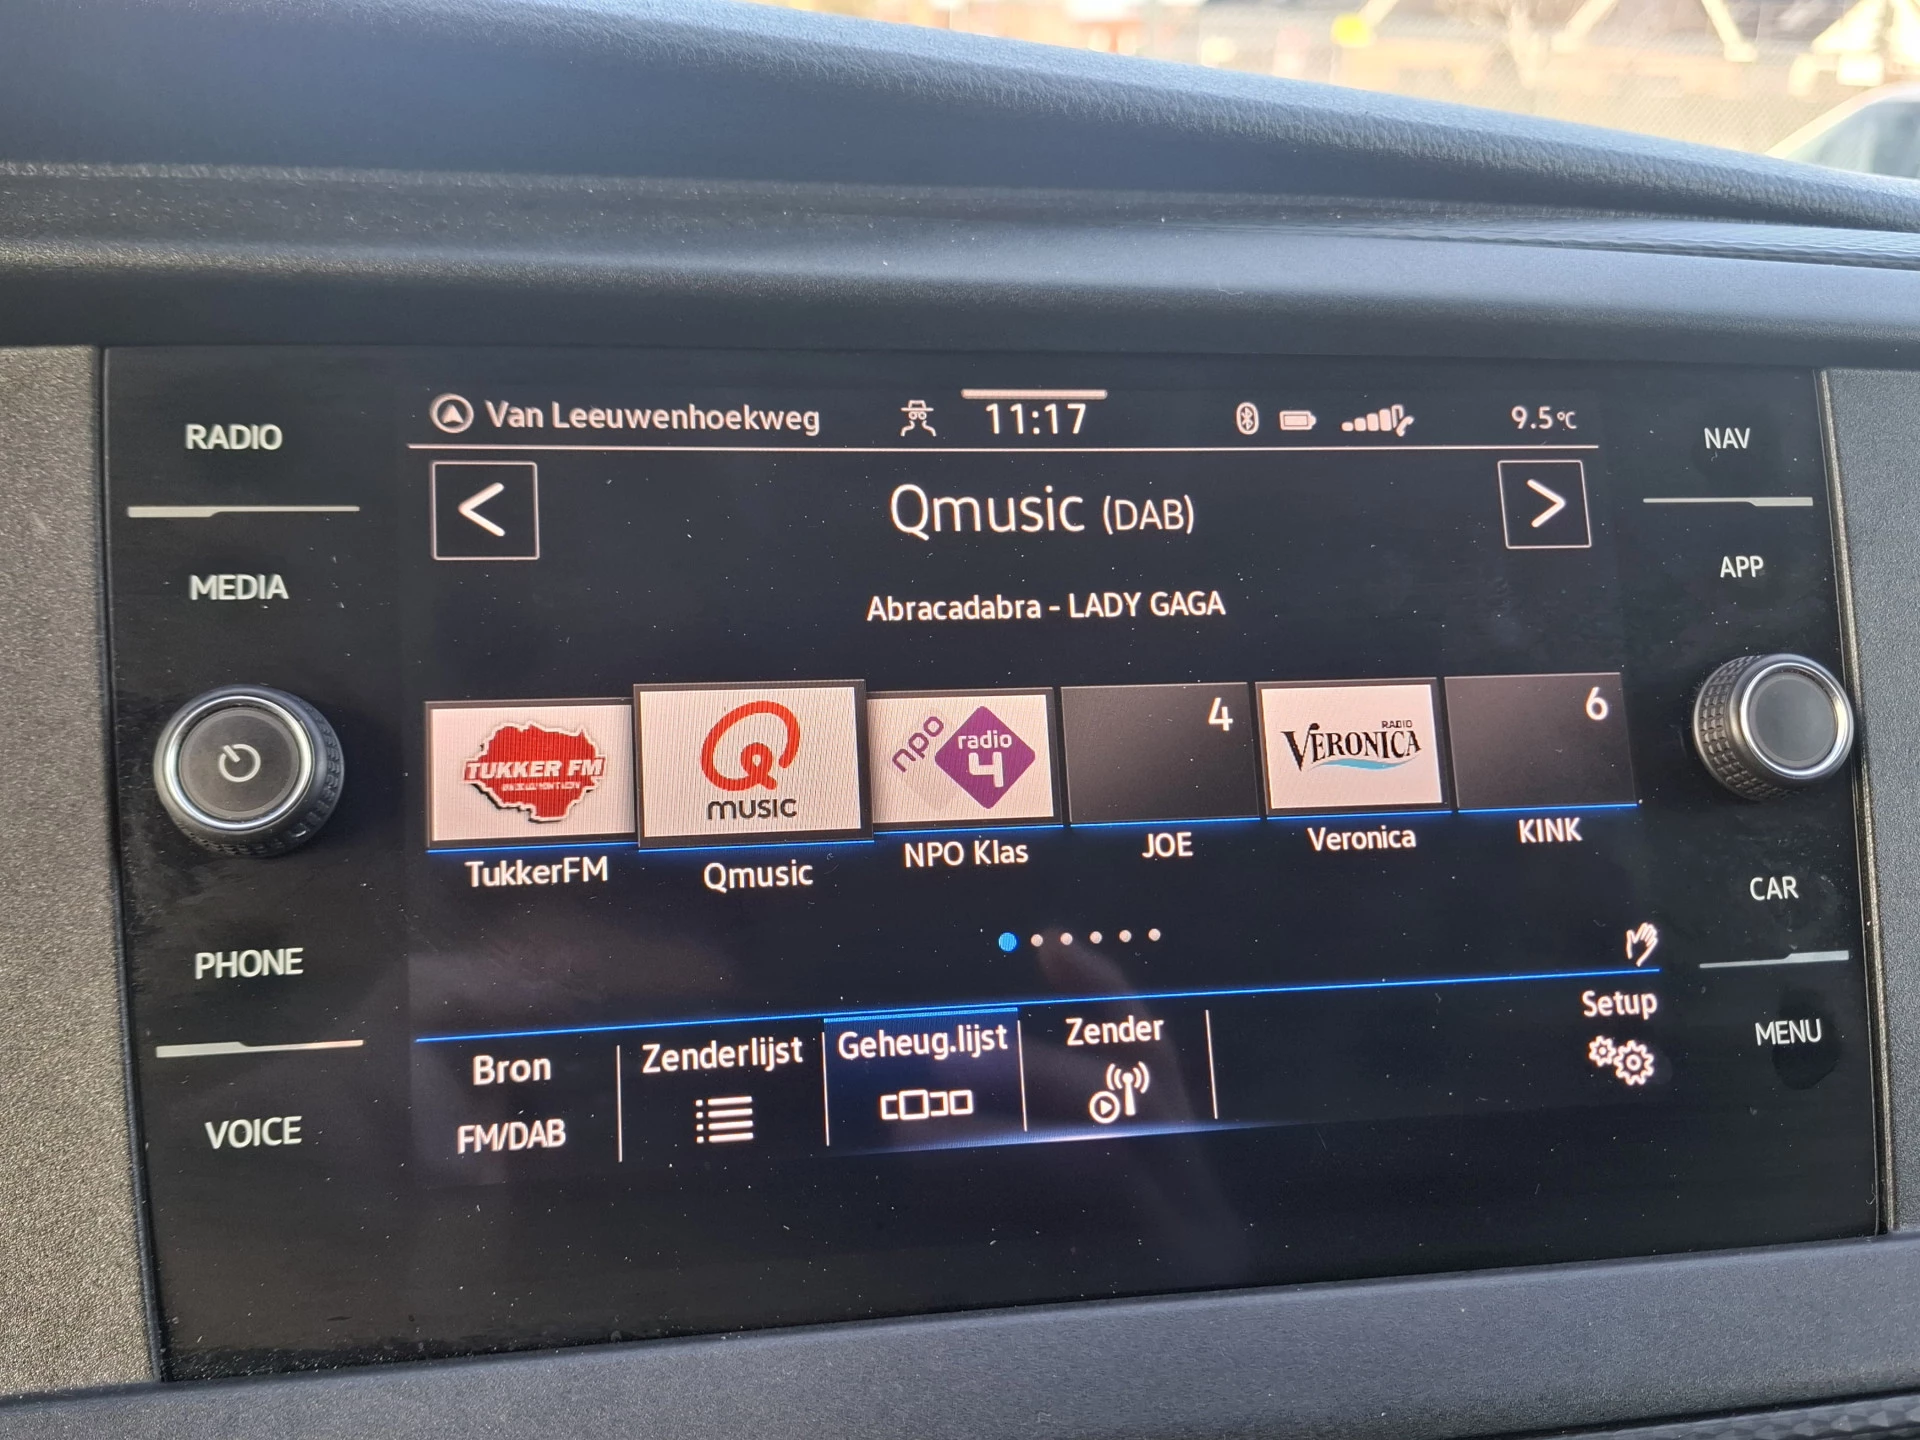 RADIO
MEDIA
PHONE
VOICE
Van Leeuwenhoekweg
11:17
9.5°C
Qmusic (DAB)
Abracadabra - LADY GAGA
TUKKER FM
music
npo
radio
4
4
RADIO
VERONICA
6
TukkerFM
Qmusic
NPO Klas
JOE
Veronica
KINK
Bron
FM/DAB
Zenderlijst
Geheug.lijst
Zender
Setup
NAV
APP
CAR
MENU